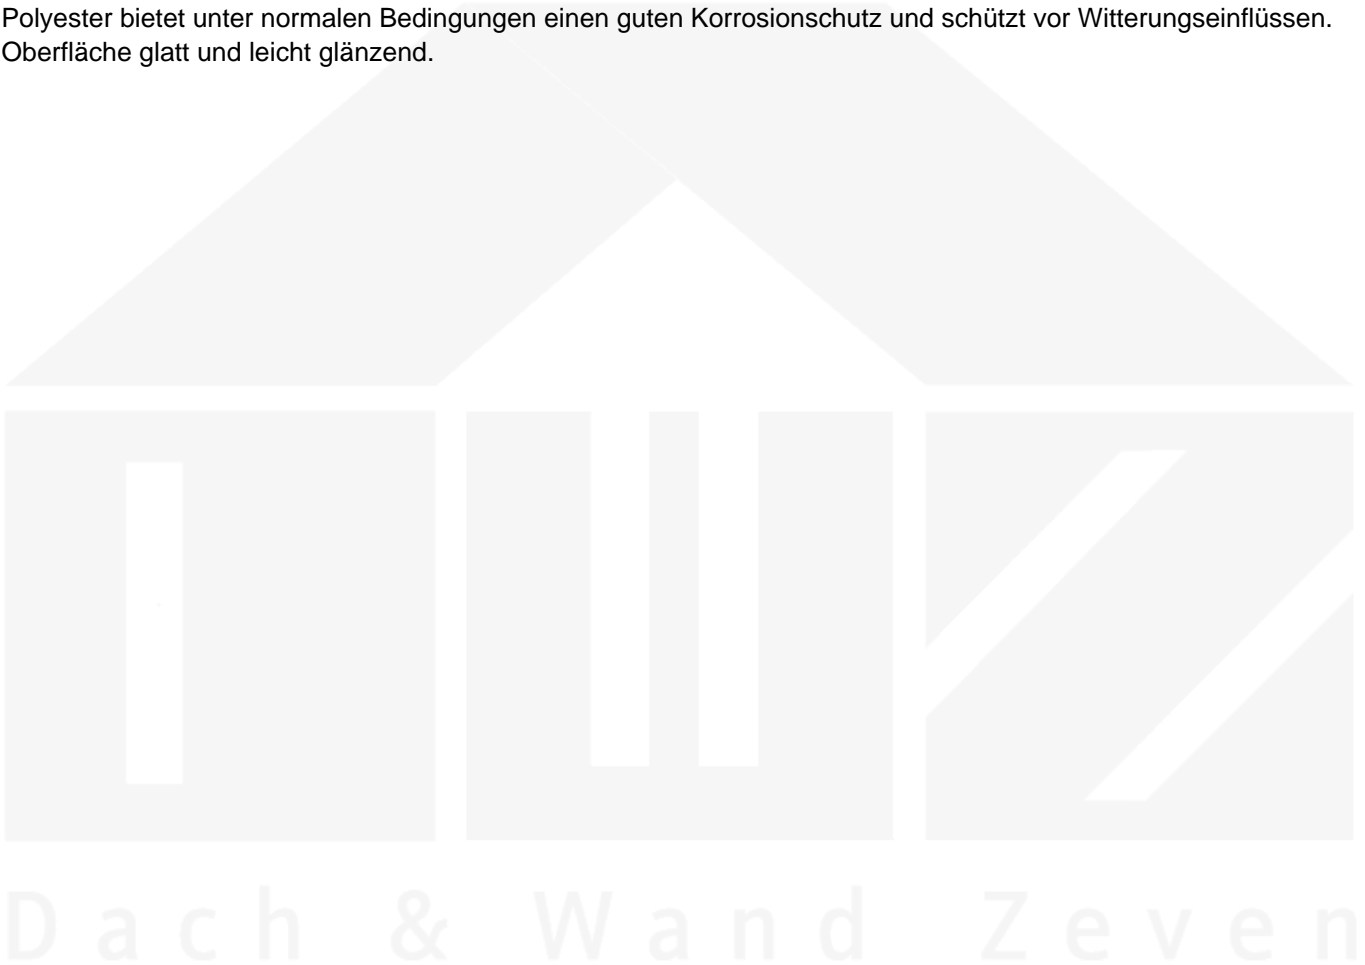 Polyester bietet unter normalen Bedingungen einen guten Korrosionschutz und schützt vor Witterungseinflüssen.
Oberfläche glatt und leicht glänzend.
Dach & Wand Zeven